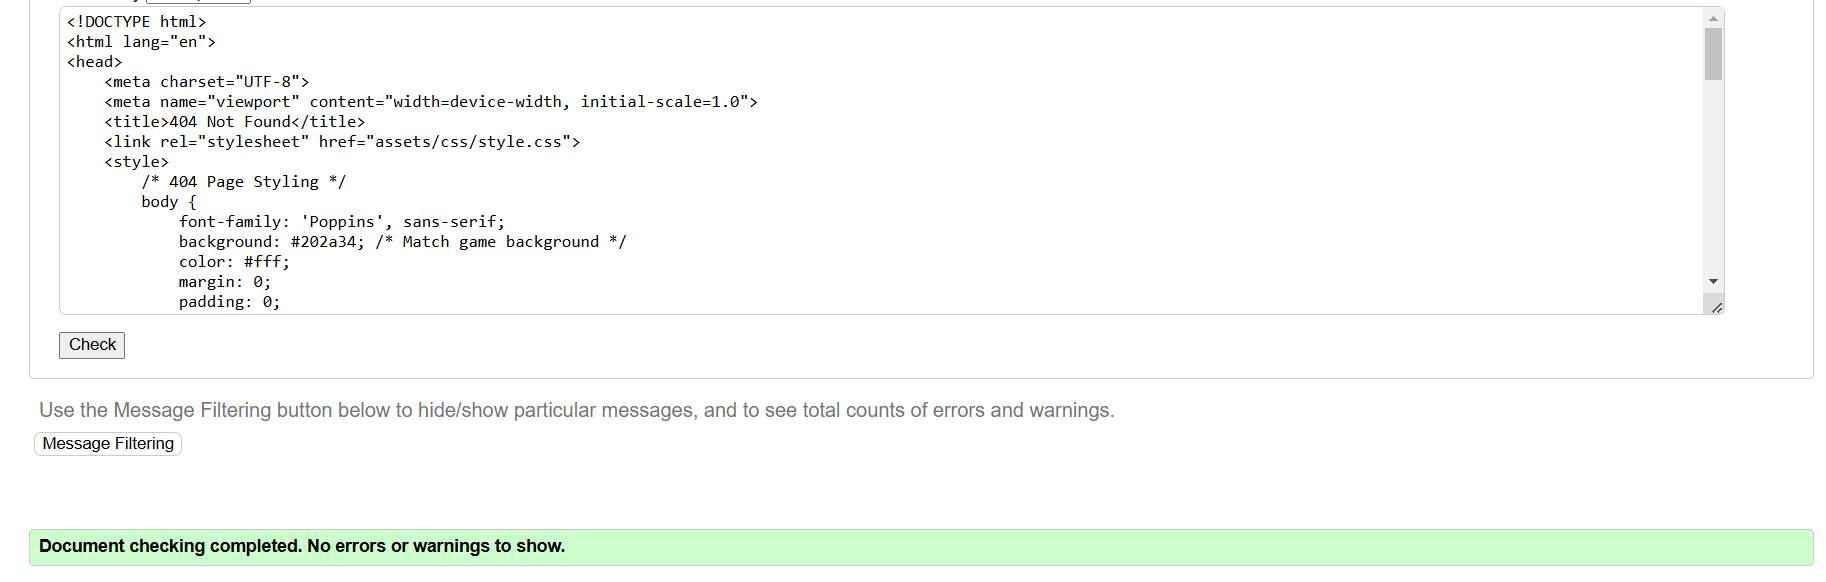 <!DOCTYPE html>
<html lang="en">
<head>
    <meta charset="UTF-8">
    <meta name="viewport" content="width=device-width, initial-scale=1.0">
    <title>404 Not Found</title>
    <link rel="stylesheet" href="assets/css/style.css">
    <style>
        /* 404 Page Styling */
        body {
            font-family: 'Poppins', sans-serif;
            background: #202a34; /* Match game background */
            color: #fff;
            margin: 0;
            padding: 0;
Check
Use the Message Filtering button below to hide/show particular messages, and to see total counts of errors and warnings.
Message Filtering
Document checking completed. No errors or warnings to show.